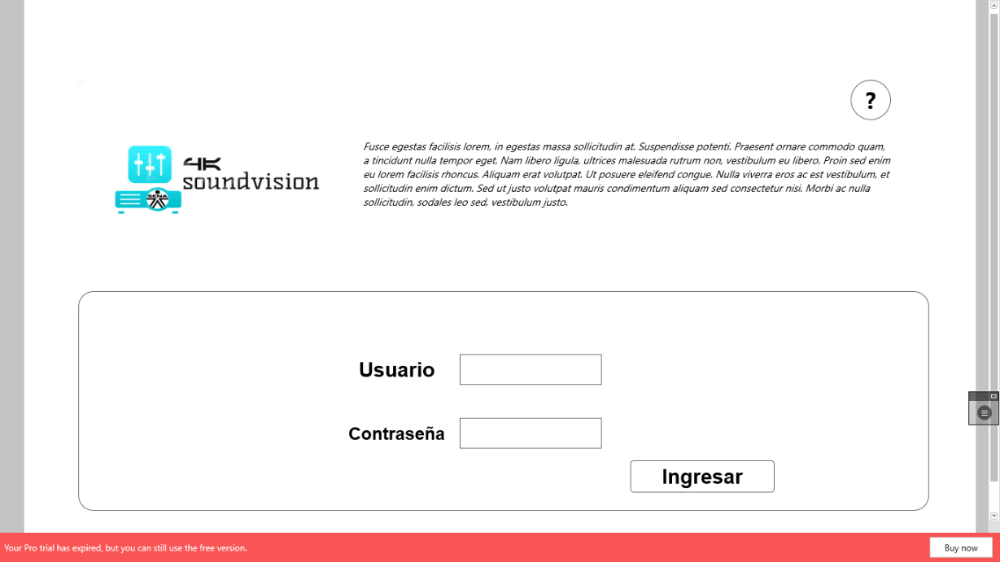 ?
4K
soundvision
SENA
Fusce egestas facilisis lorem, in egestas massa sollicitudin at. Suspendisse potenti. Praesent ornare commodo quam,
a tincidunt nulla tempor eget. Nam libero ligula, ultrices malesuada rutrum non, vestibulum eu libero. Proin sed enim
eu lorem facilisis rhoncus. Aliquam erat volutpat. Ut posuere eleifend congue. Nulla viverra eros ac est vestibulum, et
sollicitudin enim dictum. Sed ut justo volutpat mauris condimentum aliquam sed consectetur nisi. Morbi ac nulla
sollicitudin, sodales leo sed, vestibulum justo.
Usuario
Contraseña
Ingresar
Your Pro trial has expired, but you can still use the free version.
Buy now